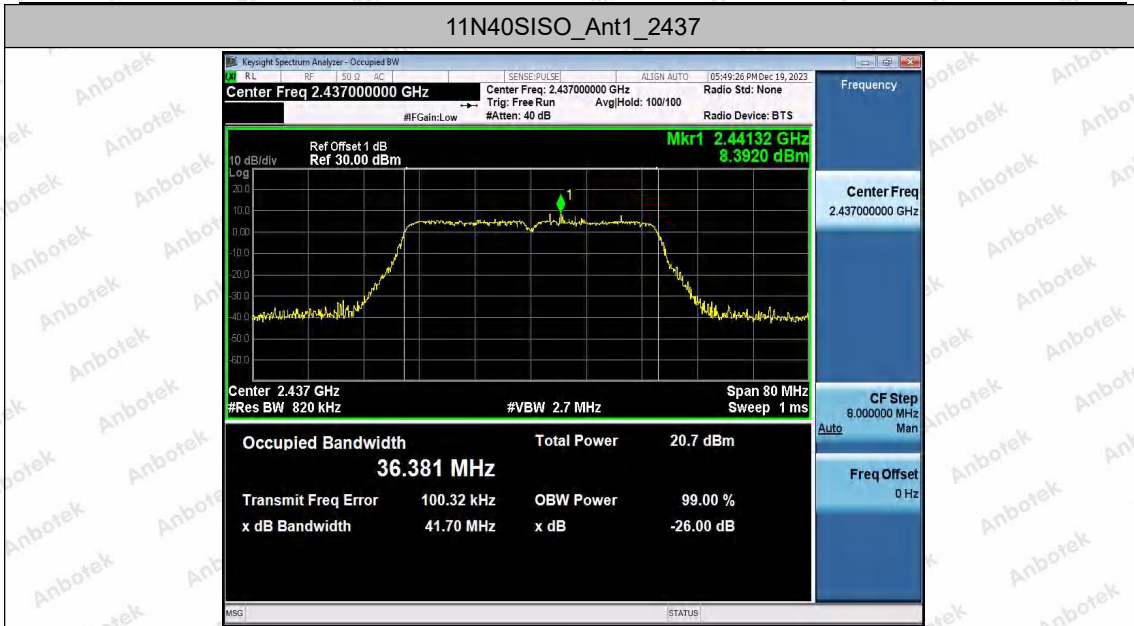 11N40SISO_Ant1_2437
Keysight Spectrum Analyzer - Occupied BW
LXI RL RF 50 Ω AC SENSE:PULSE ALIGN AUTO 05:49:26 PM Dec 19, 2023
Center Freq 2.437000000 GHz
Center Freq: 2.437000000 GHz
Radio Std: None
Trig: Free Run Avg|Hold: 100/100
#IFGain:Low
#Atten: 40 dB
Radio Device: BTS
Frequency
Ref Offset 1 dB
Mkr1 2.44132 GHz
10 dB/div Ref 30.00 dBm
8.3920 dBm
Log
20.0
1
10.0
0.00
-10.0
-20.0
-30.0
-40.0
-50.0
-60.0
Center 2.437 GHz
Span 80 MHz
#Res BW 820 kHz
#VBW 2.7 MHz
Sweep 1 ms
Center Freq
2.437000000 GHz
CF Step
8.000000 MHz
Auto Man
Freq Offset
0 Hz
Occupied Bandwidth
Total Power 20.7 dBm
36.381 MHz
Transmit Freq Error 100.32 kHz OBW Power 99.00 %
x dB Bandwidth 41.70 MHz x dB -26.00 dB
MSG
STATUS
Anbotek